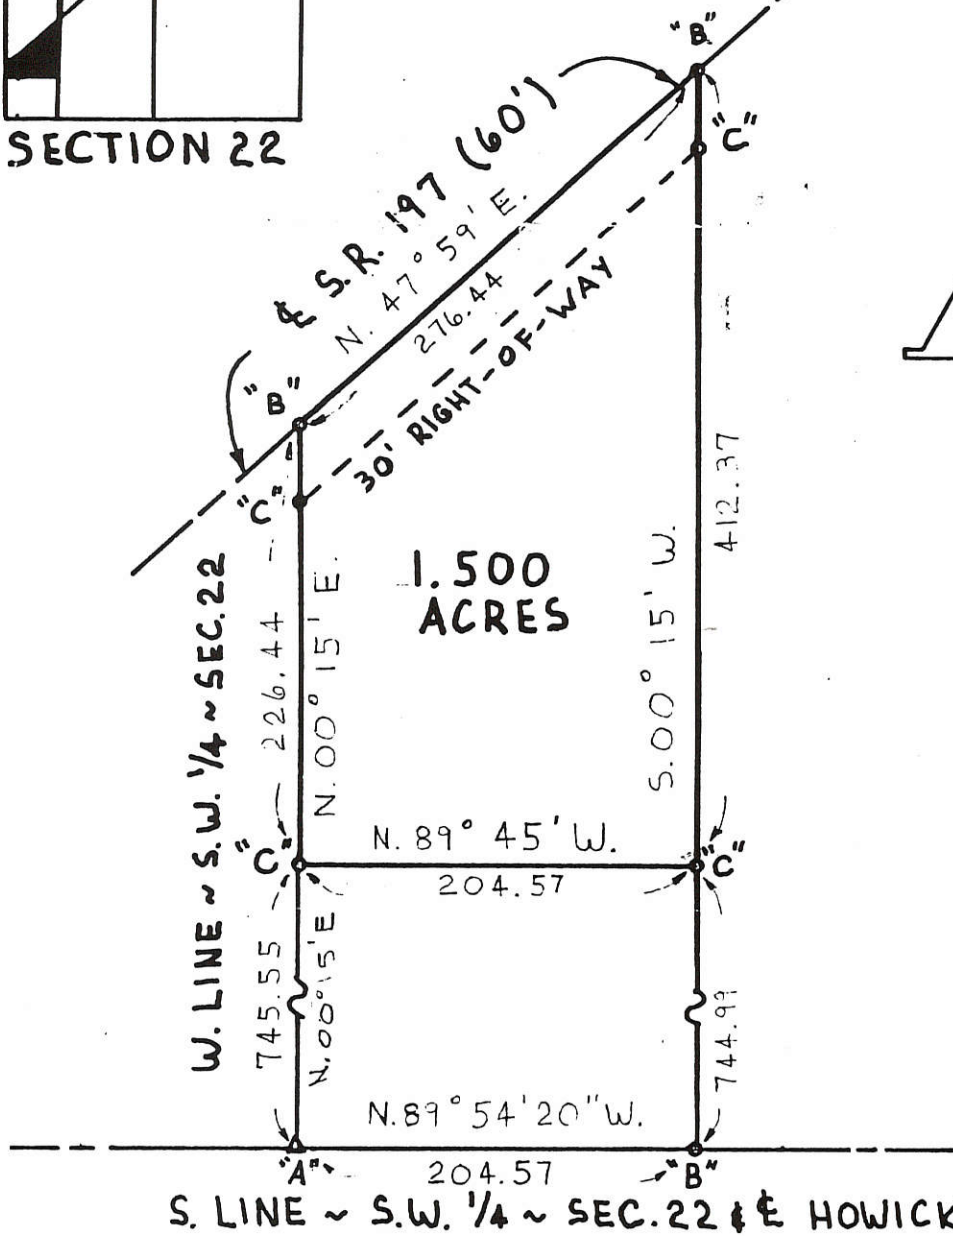 SECTION 22
"B"
"C"
℄ S.R. 197 (60')
N. 47° 59' E.
276.44
30' RIGHT-OF-WAY
"B"
"C"
W. LINE ~ S.W. 1/4 ~ SEC.22
226.44
N.00° 15' E.
1.500
ACRES
S.00° 15' W.
412.37
"C"
N. 89° 45' W.
204.57
"C"
745.55
N.00°15'E
744.99
N.89°54'20"W.
"A"
204.57
"B"
S. LINE ~ S.W. 1/4 ~ SEC.22 & ℄ HOWICK